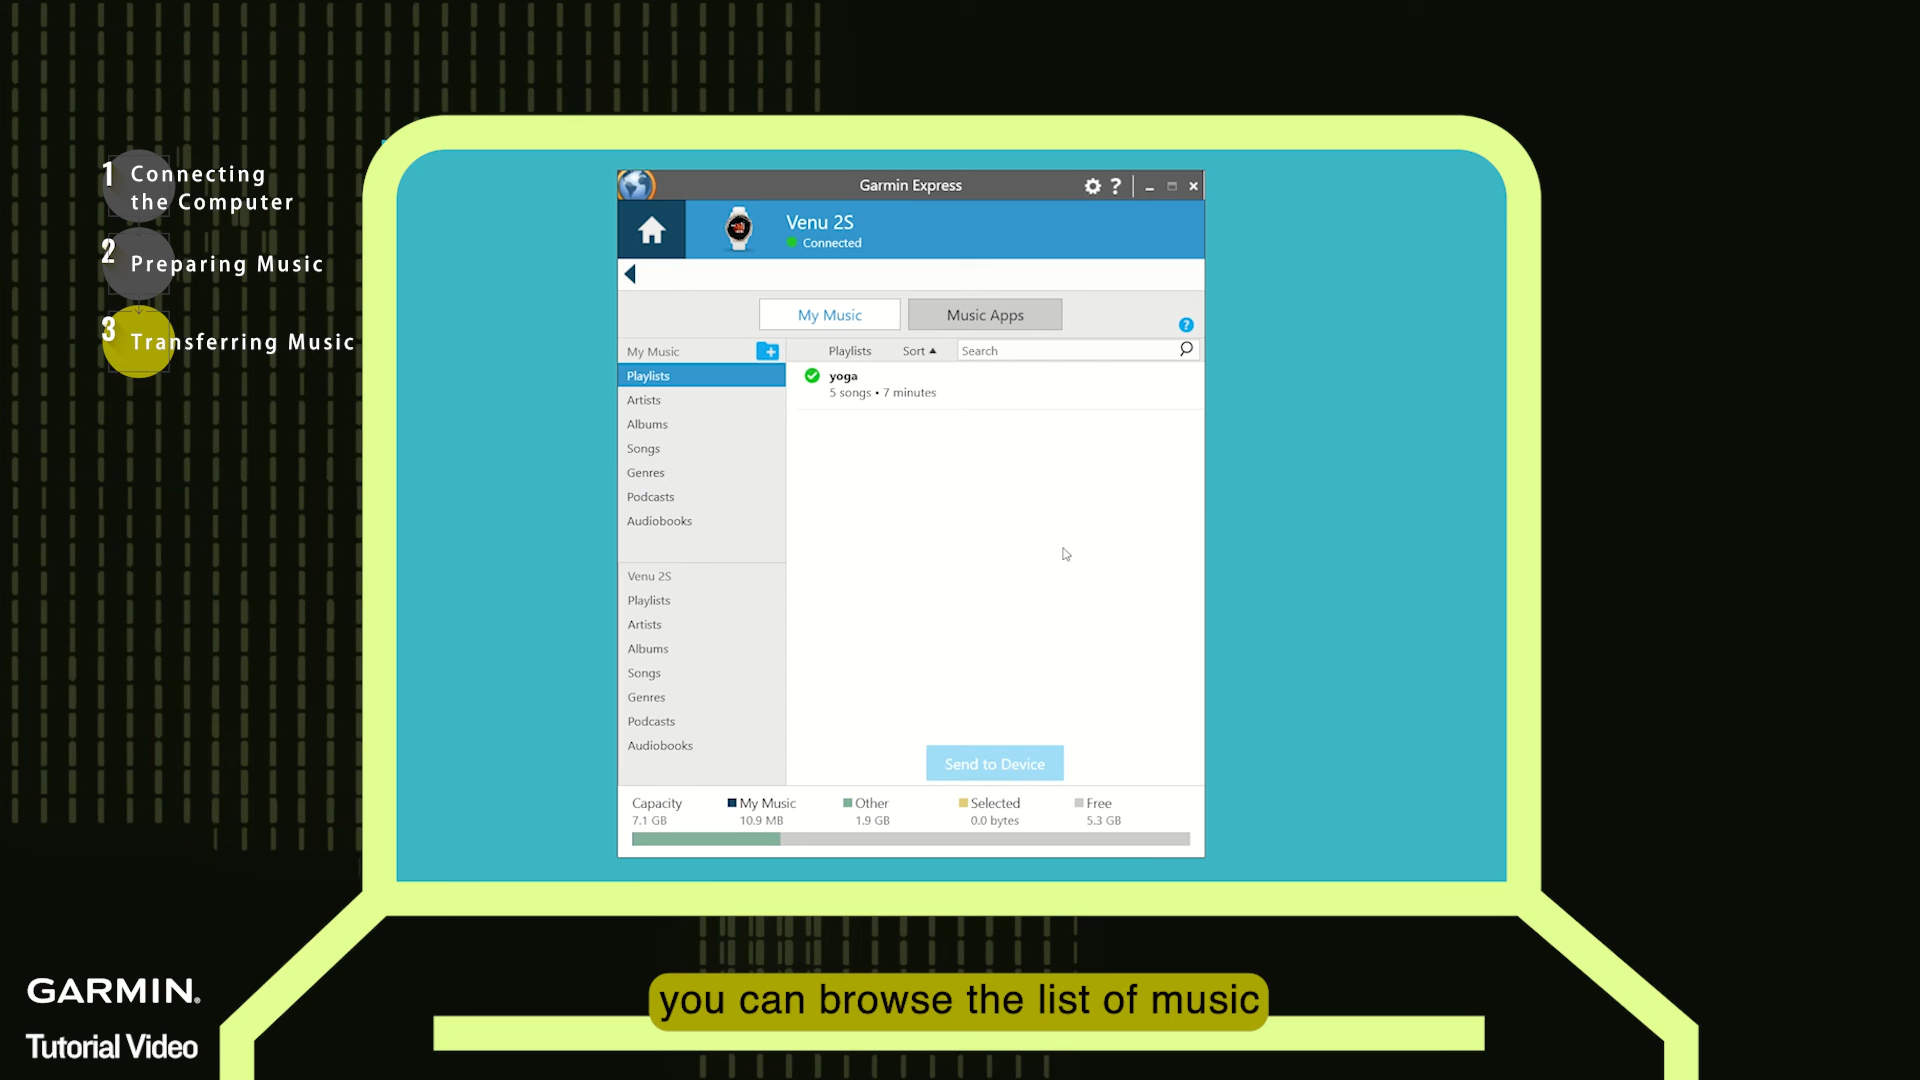 1 Connecting
the Computer
2 Preparing Music
3 Transferring Music
Garmin Express
?
Venu 2S
Connected
My Music
Music Apps
?
My Music
Playlists
Sort
Search
Playlists
Artists
Albums
Songs
Genres
Podcasts
Audiobooks
yoga
5 songs • 7 minutes
Venu 2S
Playlists
Artists
Albums
Songs
Genres
Podcasts
Audiobooks
Send to Device
Capacity
7.1 GB
My Music
10.9 MB
Other
1.9 GB
Selected
0.0 bytes
Free
5.3 GB
you can browse the list of music
GARMIN.
Tutorial Video